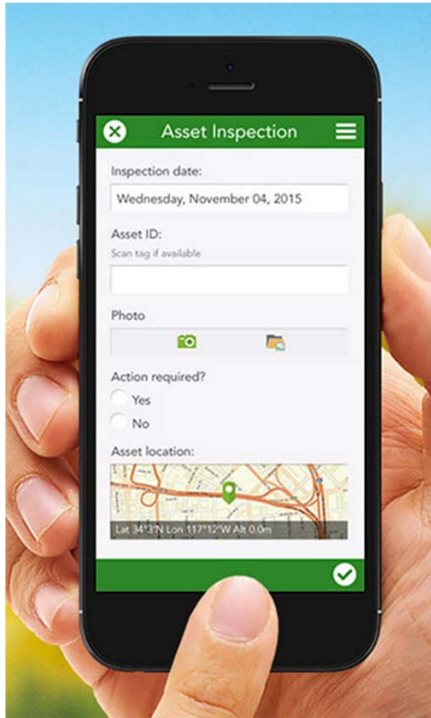 Asset Inspection
Inspection date:
Wednesday, November 04, 2015
Asset ID:
Scan tag if available
Photo
Action required?
Yes
No
Asset location:
Lat 34°3'N Lon 117°12'W Alt 0.0m